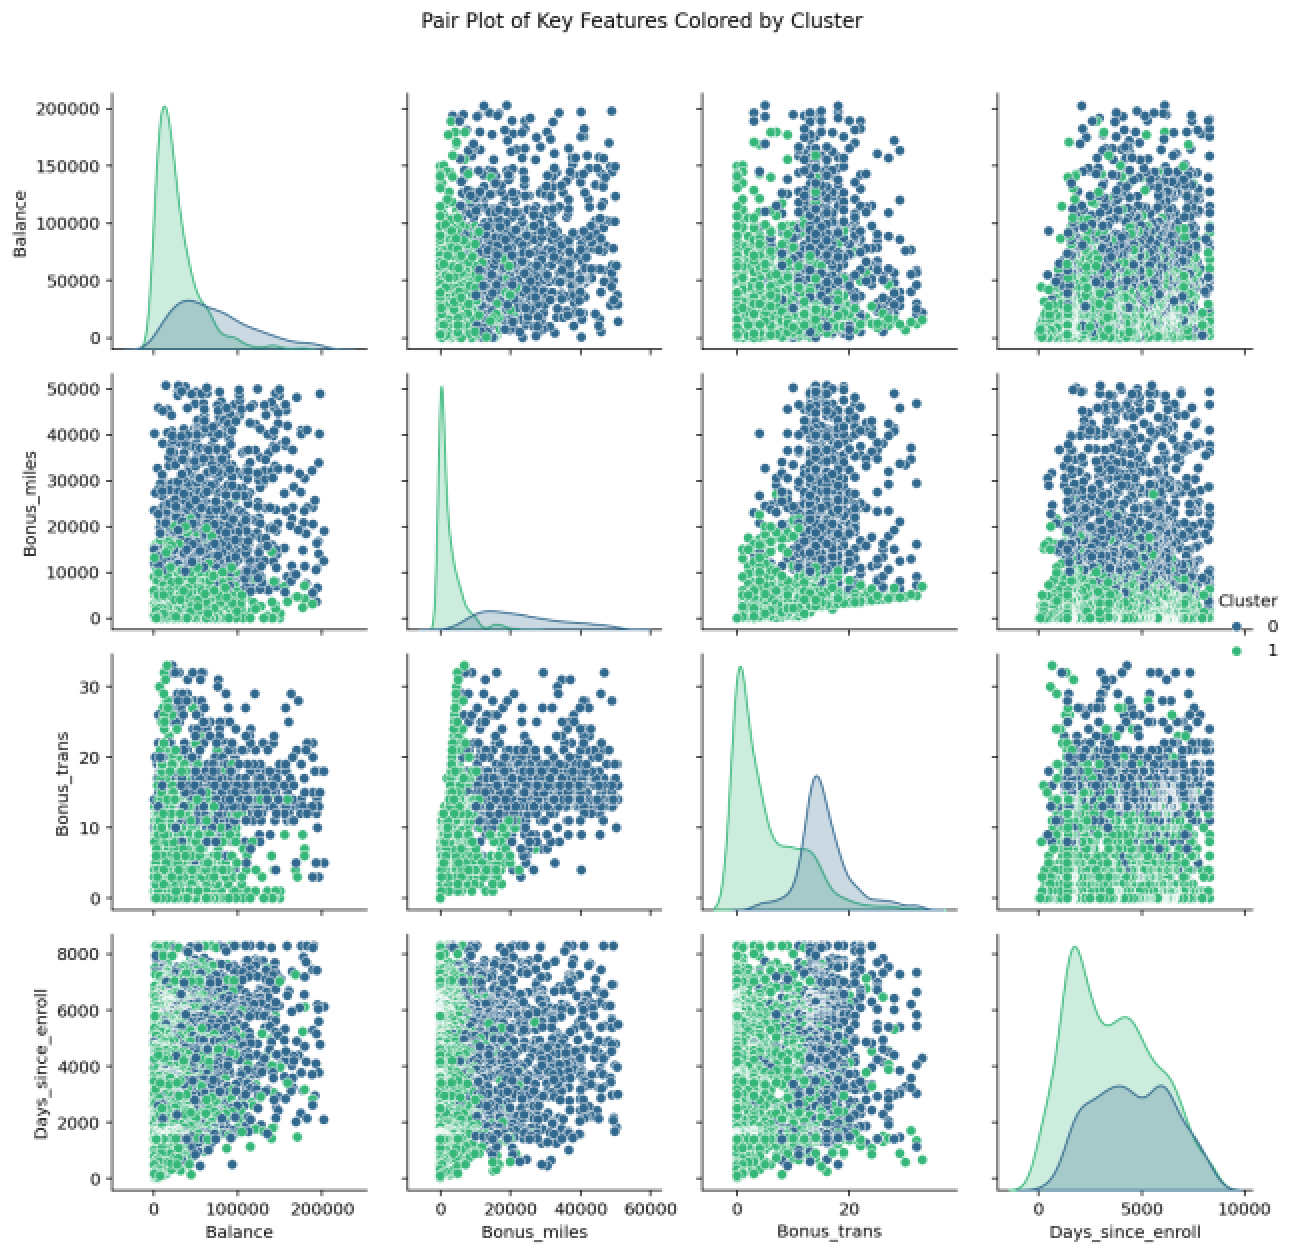 Pair Plot of Key Features Colored by Cluster
200000
150000
100000
50000
0
Balance
50000
40000
30000
20000
10000
0
Bonus_miles
Cluster
0
1
30
20
10
0
Bonus_trans
8000
6000
4000
2000
0
Days_since_enroll
0 100000 200000
Balance
0 20000 40000 60000
Bonus_miles
0 20
Bonus_trans
0 5000 10000
Days_since_enroll